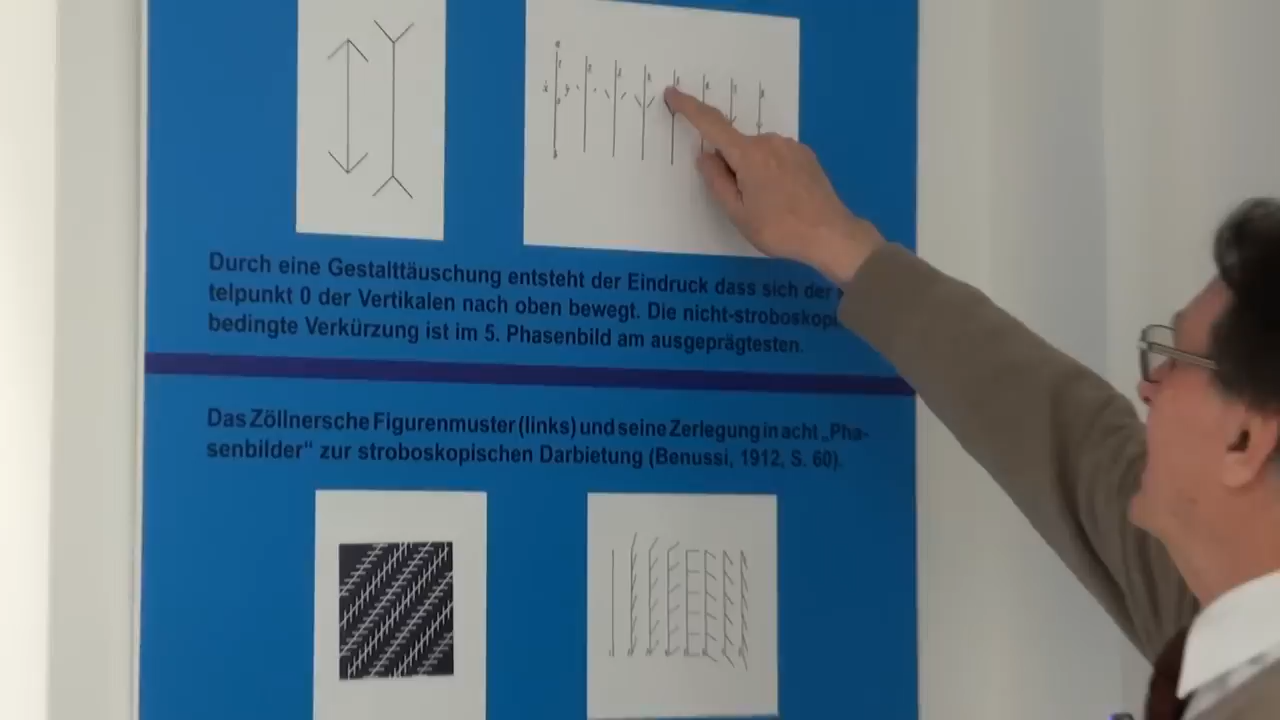 Durch eine Gestalttäuschung entsteht der Eindruck dass sich der
telpunkt 0 der Vertikalen nach oben bewegt. Die nicht-stroboskopi
bedingte Verkürzung ist im 5. Phasenbild am ausgeprägtesten.
Das Zöllnersche Figurenmuster (links) und seine Zerlegung in acht „Pha-
senbilder“ zur stroboskopischen Darbietung (Benussi, 1912, S. 60).